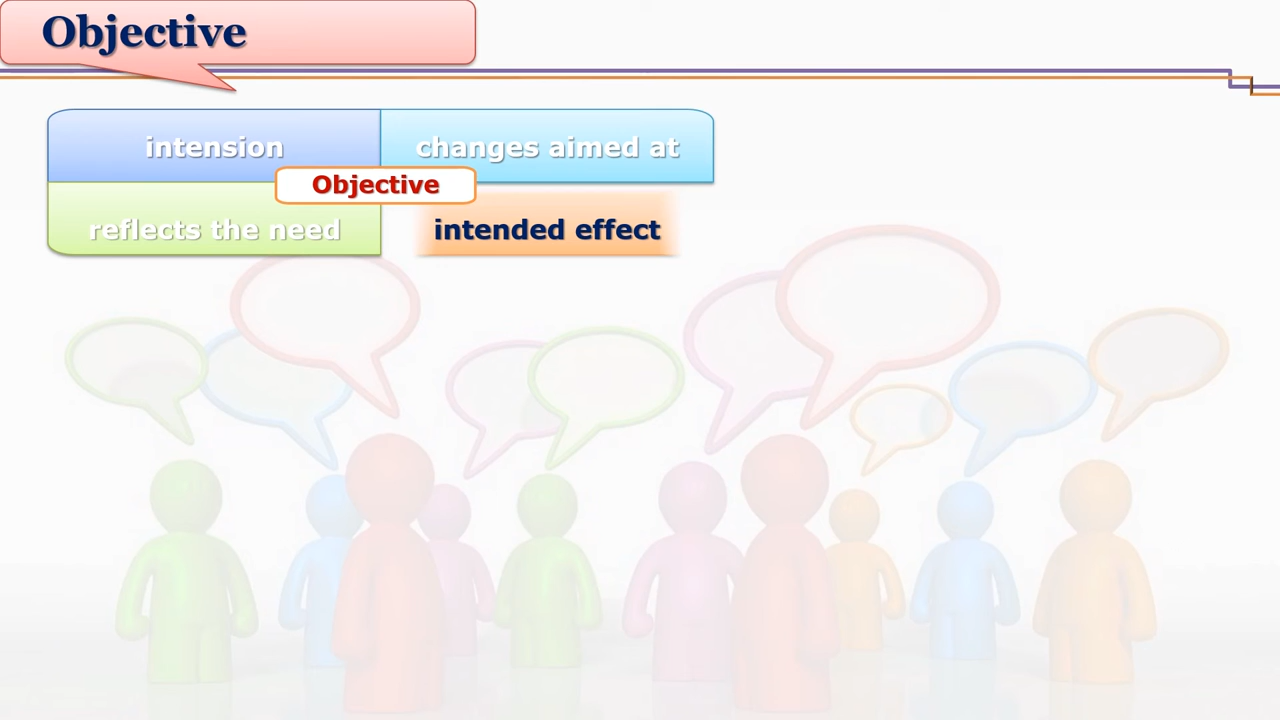 Objective
intension
changes aimed at
Objective
reflects the need
intended effect